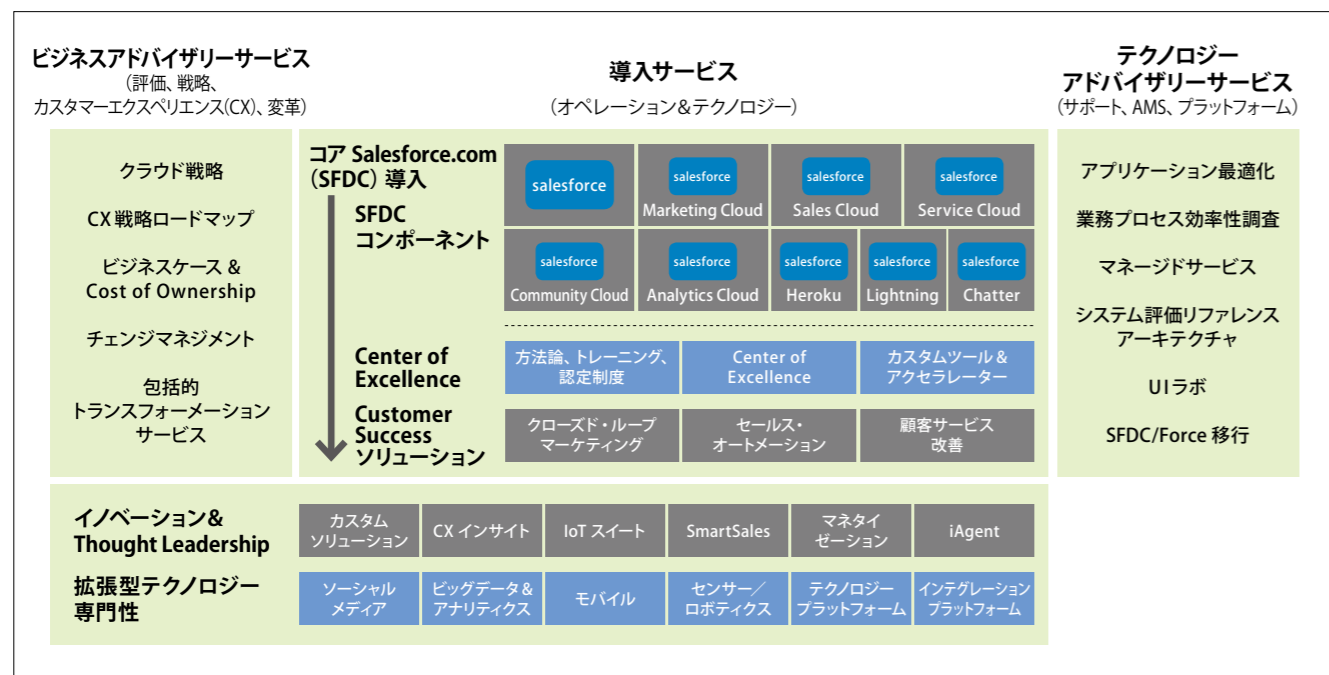 ビジネスアドバイザリーサービス
(評価、戦略、
カスタマーエクスペリエンス(CX)、変革)
クラウド戦略
CX 戦略ロードマップ
ビジネスケース &
Cost of Ownership
チェンジマネジメント
包括的
トランスフォーメーション
サービス
導入サービス
(オペレーション&テクノロジー)
コア Salesforce.com
(SFDC) 導入
SFDC
コンポーネント
salesforce
salesforce
Marketing Cloud
salesforce
Sales Cloud
salesforce
Service Cloud
salesforce
Community Cloud
salesforce
Analytics Cloud
salesforce
Heroku
salesforce
Lightning
salesforce
Chatter
Center of
Excellence
方法論、トレーニング、
認定制度
Center of
Excellence
カスタムツール &
アクセラレーター
Customer
Success
ソリューション
クローズド・ループ
マーケティング
セールス・
オートメーション
顧客サービス
改善
テクノロジー
アドバイザリーサービス
(サポート、AMS、プラットフォーム)
アプリケーション最適化
業務プロセス効率性調査
マネージドサービス
システム評価リファレンス
アーキテクチャ
UI ラボ
SFDC/Force 移行
イノベーション&
Thought Leadership
カスタム
ソリューション
CX インサイト
IoT スイート
SmartSales
マネタイ
ゼーション
iAgent
拡張型テクノロジー
専門性
ソーシャル
メディア
ビッグデータ &
アナリティクス
モバイル
センサー/
ロボティクス
テクノロジー
プラットフォーム
インテグレーション
プラットフォーム